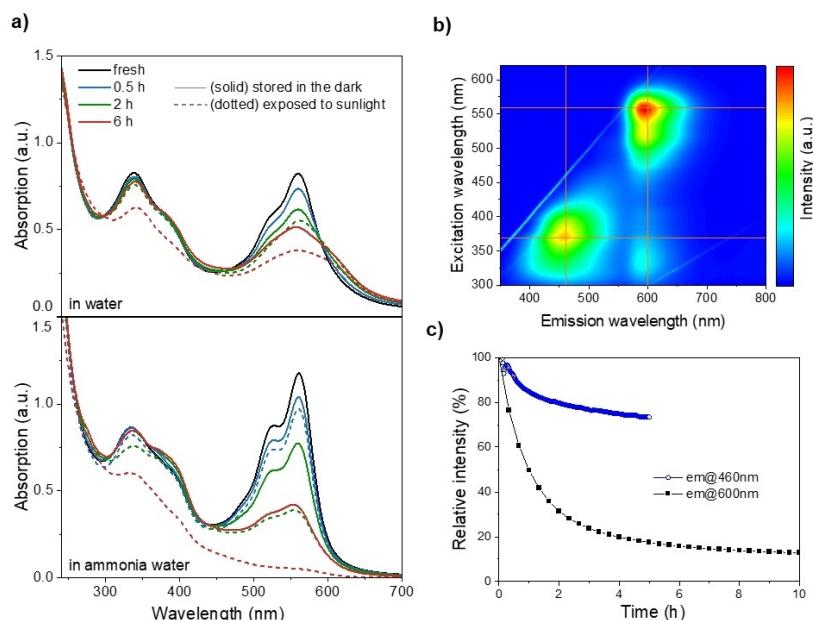 a)
Absorption (a.u.)
1.5
1.0
0.5
0.0
fresh
0.5 h
2 h
6 h
(solid) stored in the dark
(dotted) exposed to sunlight
in water
Absorption (a.u.)
1.5
1.0
0.5
0.0
in ammonia water
300 400 500 600 700
Wavelength (nm)
b)
Excitation wavelength (nm)
600
550
500
450
400
350
300
400 500 600 700 800
Emission wavelength (nm)
Intensity (a.u.)
c)
Relative intensity (%)
100
80
60
40
20
0
em@460nm
em@600nm
0 2 4 6 8 10
Time (h)